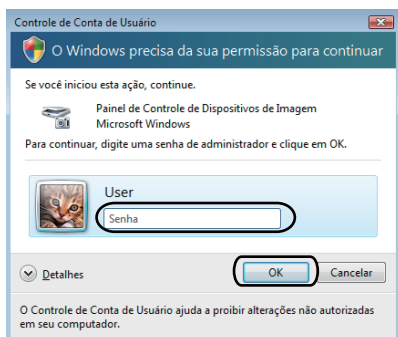 Controle de Conta de Usuário
O Windows precisa da sua permissão para continuar
Se você iniciou esta ação, continue.
Painel de Controle de Dispositivos de Imagem
Microsoft Windows
Para continuar, digite uma senha de administrador e clique em OK.
User
Senha
Detalhes
OK
Cancelar
O Controle de Conta de Usuário ajuda a proibir alterações não autorizadas
em seu computador.